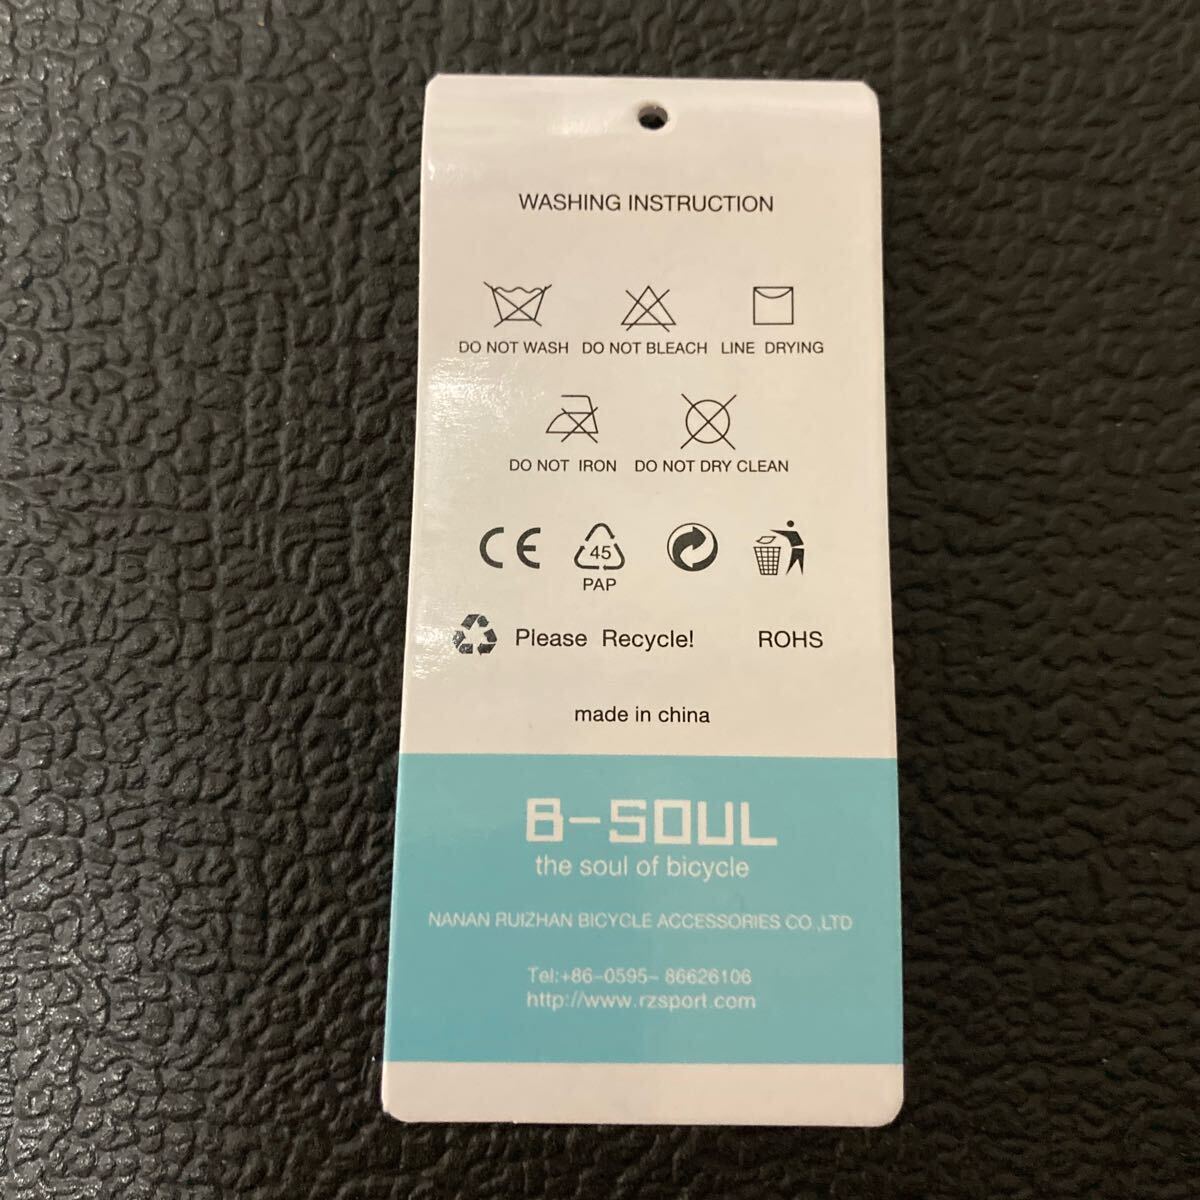 WASHING INSTRUCTION
DO NOT WASH DO NOT BLEACH LINE DRYING
DO NOT IRON DO NOT DRY CLEAN
CE 45
PAP
Please Recycle! ROHS
made in china
B-SOUL
the soul of bicycle
NANAN RUIZHAN BICYCLE ACCESSORIES CO.,LTD
Tel:+86-0595- 86626106
http://www.rzsport.com